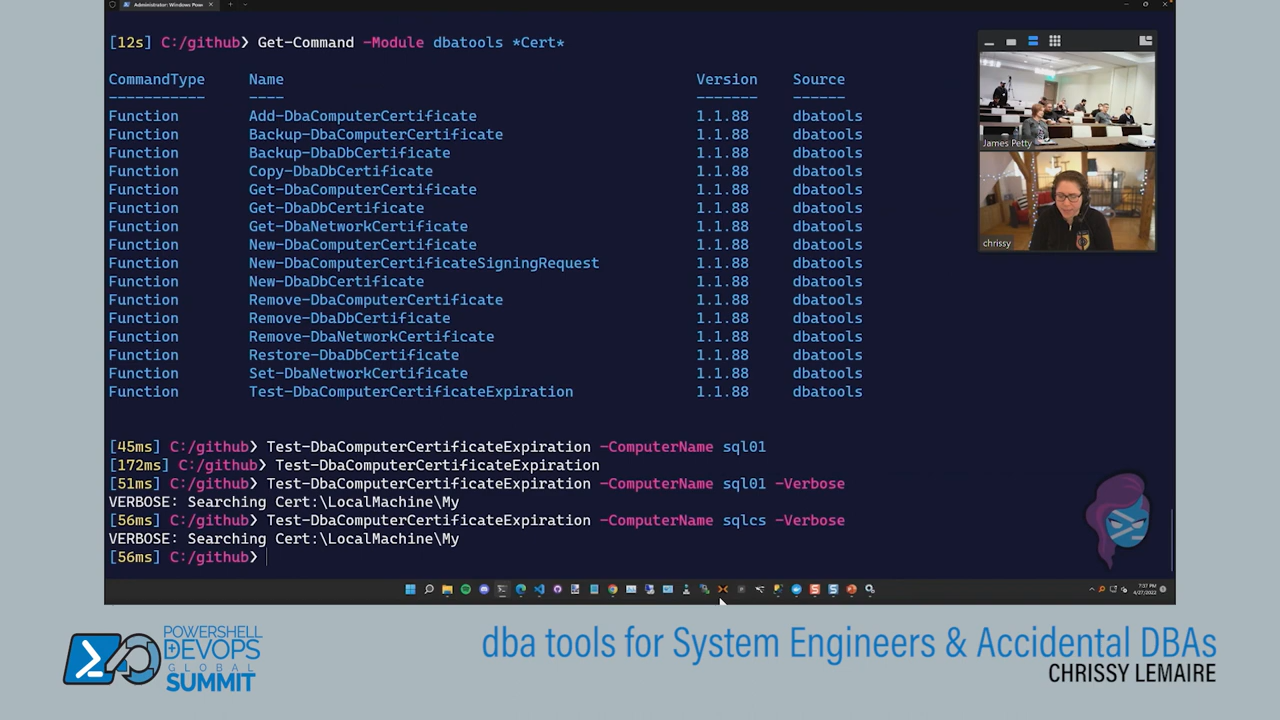 Administrator: Windows Pow
[12s] C:/github❯ Get-Command -Module dbatools *Cert*
CommandType Name Version Source
----------- ---- ------- ------
Function Add-DbaComputerCertificate 1.1.88 dbatools
Function Backup-DbaComputerCertificate 1.1.88 dbatools
Function Backup-DbaDbCertificate 1.1.88 dbatools
Function Copy-DbaDbCertificate 1.1.88 dbatools
Function Get-DbaComputerCertificate 1.1.88 dbatools
Function Get-DbaDbCertificate 1.1.88 dbatools
Function Get-DbaNetworkCertificate 1.1.88 dbatools
Function New-DbaComputerCertificate 1.1.88 dbatools
Function New-DbaComputerCertificateSigningRequest 1.1.88 dbatools
Function New-DbaDbCertificate 1.1.88 dbatools
Function Remove-DbaComputerCertificate 1.1.88 dbatools
Function Remove-DbaDbCertificate 1.1.88 dbatools
Function Remove-DbaNetworkCertificate 1.1.88 dbatools
Function Restore-DbaDbCertificate 1.1.88 dbatools
Function Set-DbaNetworkCertificate 1.1.88 dbatools
Function Test-DbaComputerCertificateExpiration 1.1.88 dbatools
[45ms] C:/github❯ Test-DbaComputerCertificateExpiration -ComputerName sql01
[172ms] C:/github❯ Test-DbaComputerCertificateExpiration
[51ms] C:/github❯ Test-DbaComputerCertificateExpiration -ComputerName sql01 -Verbose
VERBOSE: Searching Cert:\LocalMachine\My
[56ms] C:/github❯ Test-DbaComputerCertificateExpiration -ComputerName sqlcs -Verbose
VERBOSE: Searching Cert:\LocalMachine\My
[56ms] C:/github❯
James Petty
chrissy
7:37 PM
4/27/2022
POWERSHELL
DEVOPS
GLOBAL
SUMMIT
dba tools for System Engineers & Accidental DBAs
CHRISSY LEMAIRE